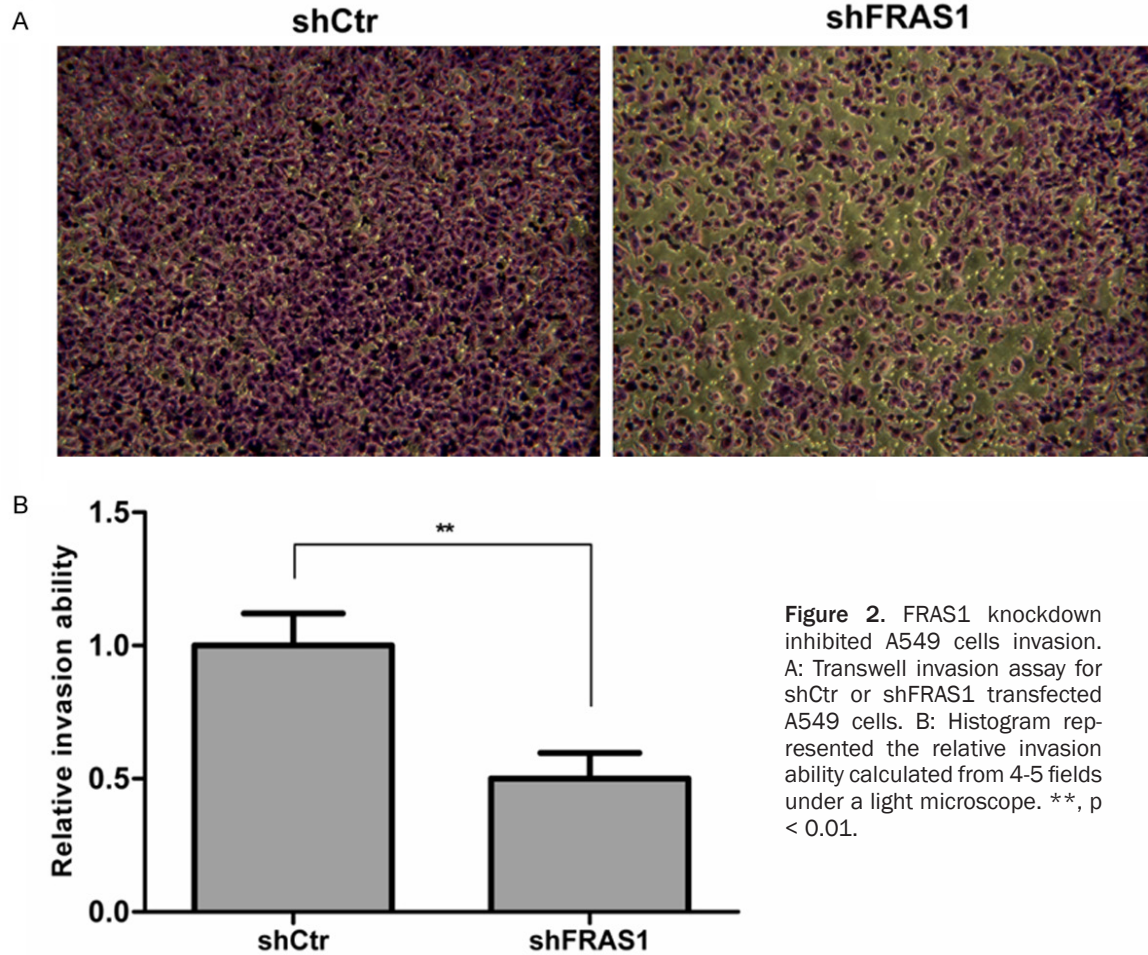 A
shCtr
shFRAS1
B
**
1.5
1.0
0.5
0.0
Relative invasion ability
shCtr
shFRAS1
Figure 2. FRAS1 knockdown
inhibited A549 cells invasion.
A: Transwell invasion assay for
shCtr or shFRAS1 transfected
A549 cells. B: Histogram rep-
resented the relative invasion
ability calculated from 4-5 fields
under a light microscope. **, p
< 0.01.